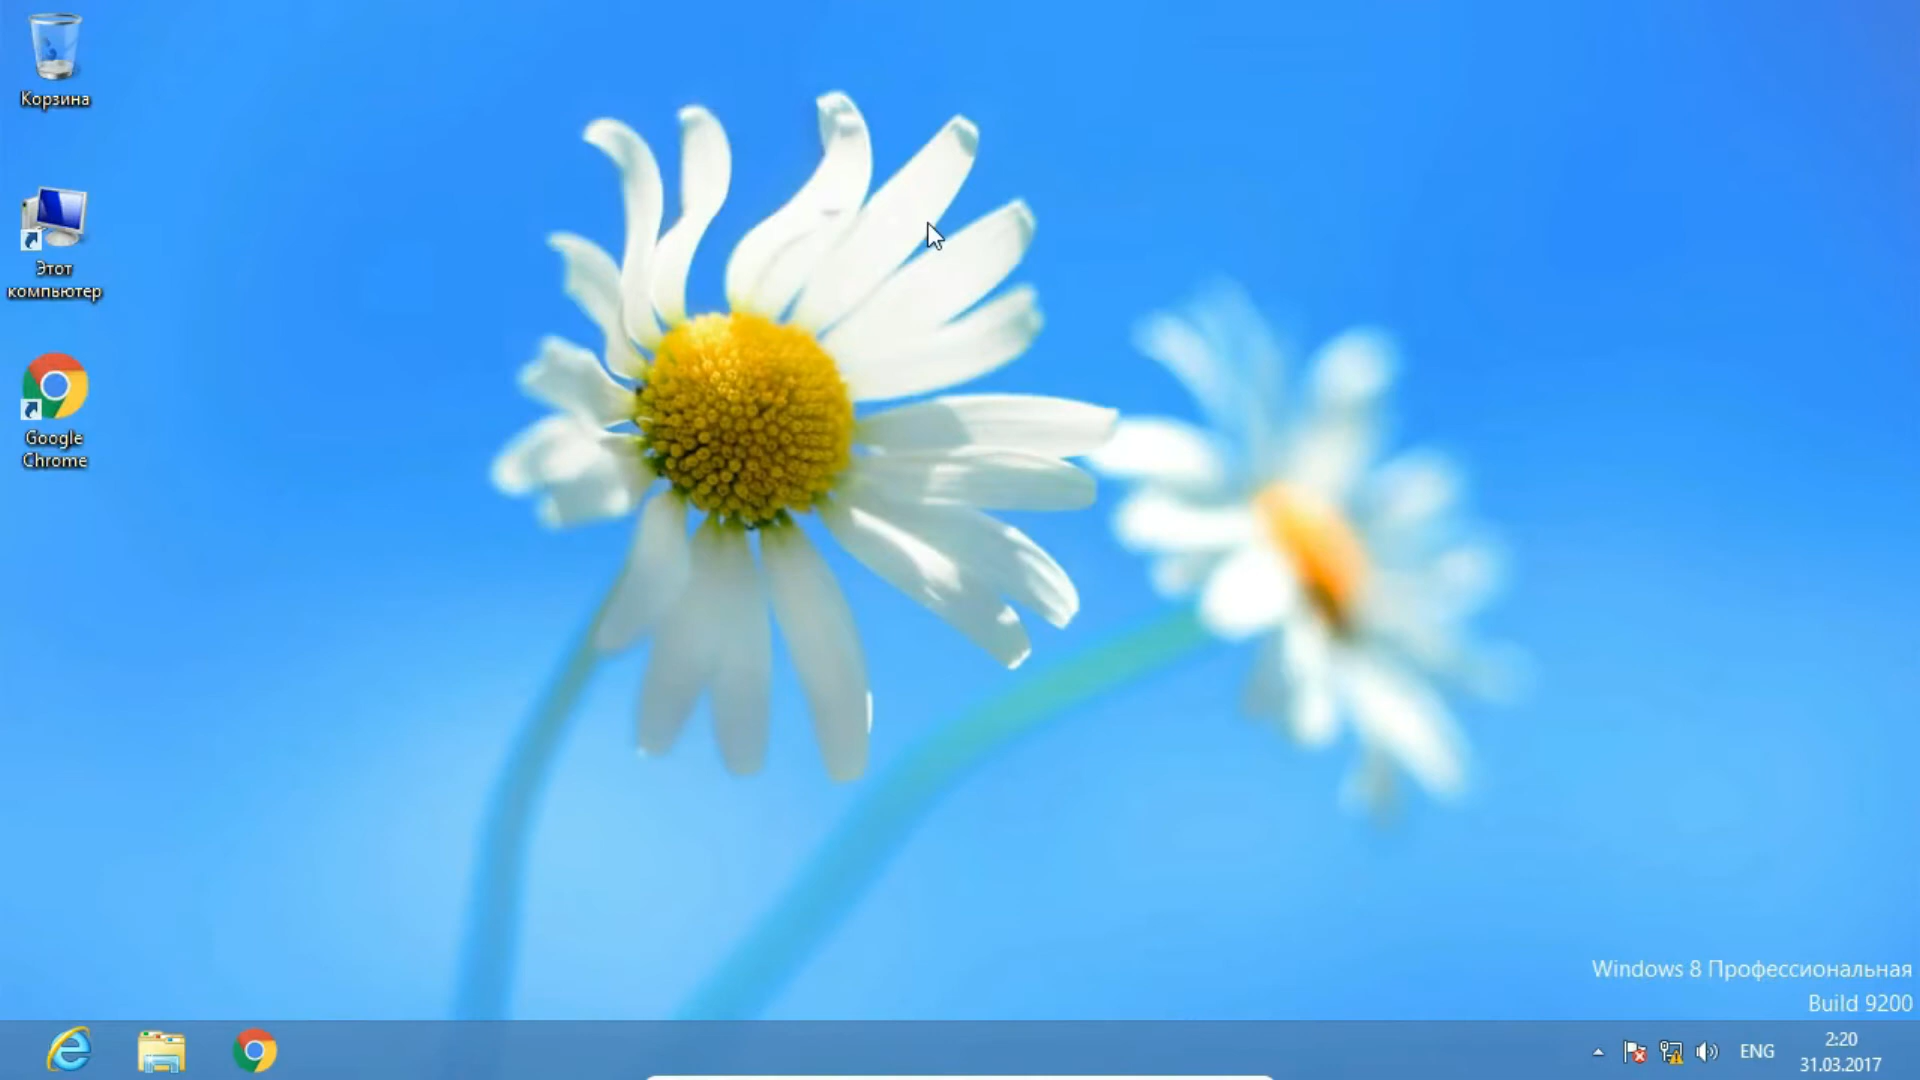 Корзина
Этот
компьютер
Google
Chrome
Windows 8 Профессиональная
Build 9200
ENG
2:20
31.03.2017